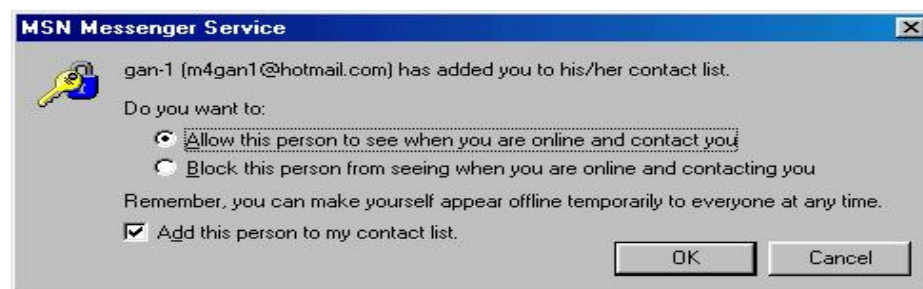 MSN Messenger Service
gan-1 (m4gan1@hotmail.com) has added you to his/her contact list.
Do you want to:
Allow this person to see when you are online and contact you
Block this person from seeing when you are online and contacting you
Remember, you can make yourself appear offline temporarily to everyone at any time.
Add this person to my contact list.
OK Cancel